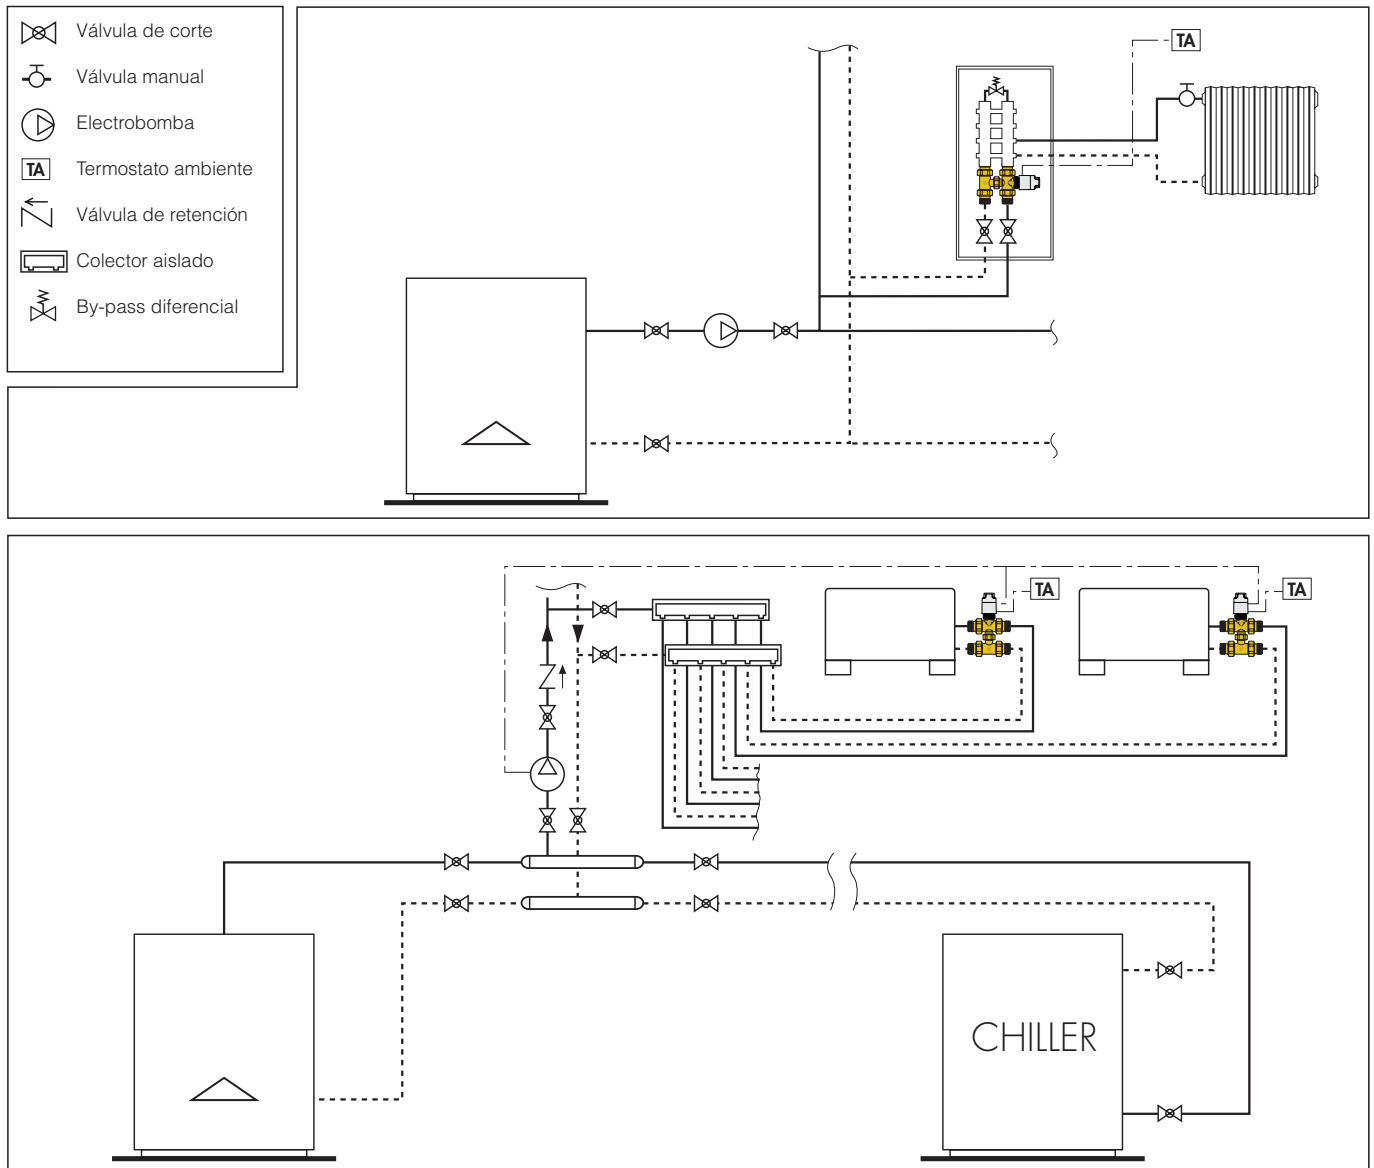 Válvula de corte
Válvula manual
Electrobomba
TA Termostato ambiente
Válvula de retención
Colector aislado
By-pass diferencial
TA
TA
TA
CHILLER